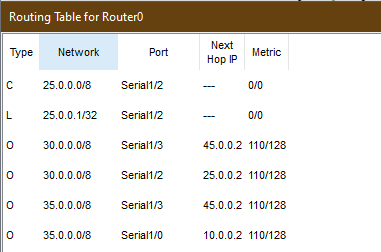 Routing Table for Router0
Type Network Port Next Hop IP Metric
C 25.0.0.0/8 Serial1/2 --- 0/0
L 25.0.0.1/32 Serial1/2 --- 0/0
O 30.0.0.0/8 Serial1/3 45.0.0.2 110/128
O 30.0.0.0/8 Serial1/2 25.0.0.2 110/128
O 35.0.0.0/8 Serial1/3 45.0.0.2 110/128
O 35.0.0.0/8 Serial1/0 10.0.0.2 110/128